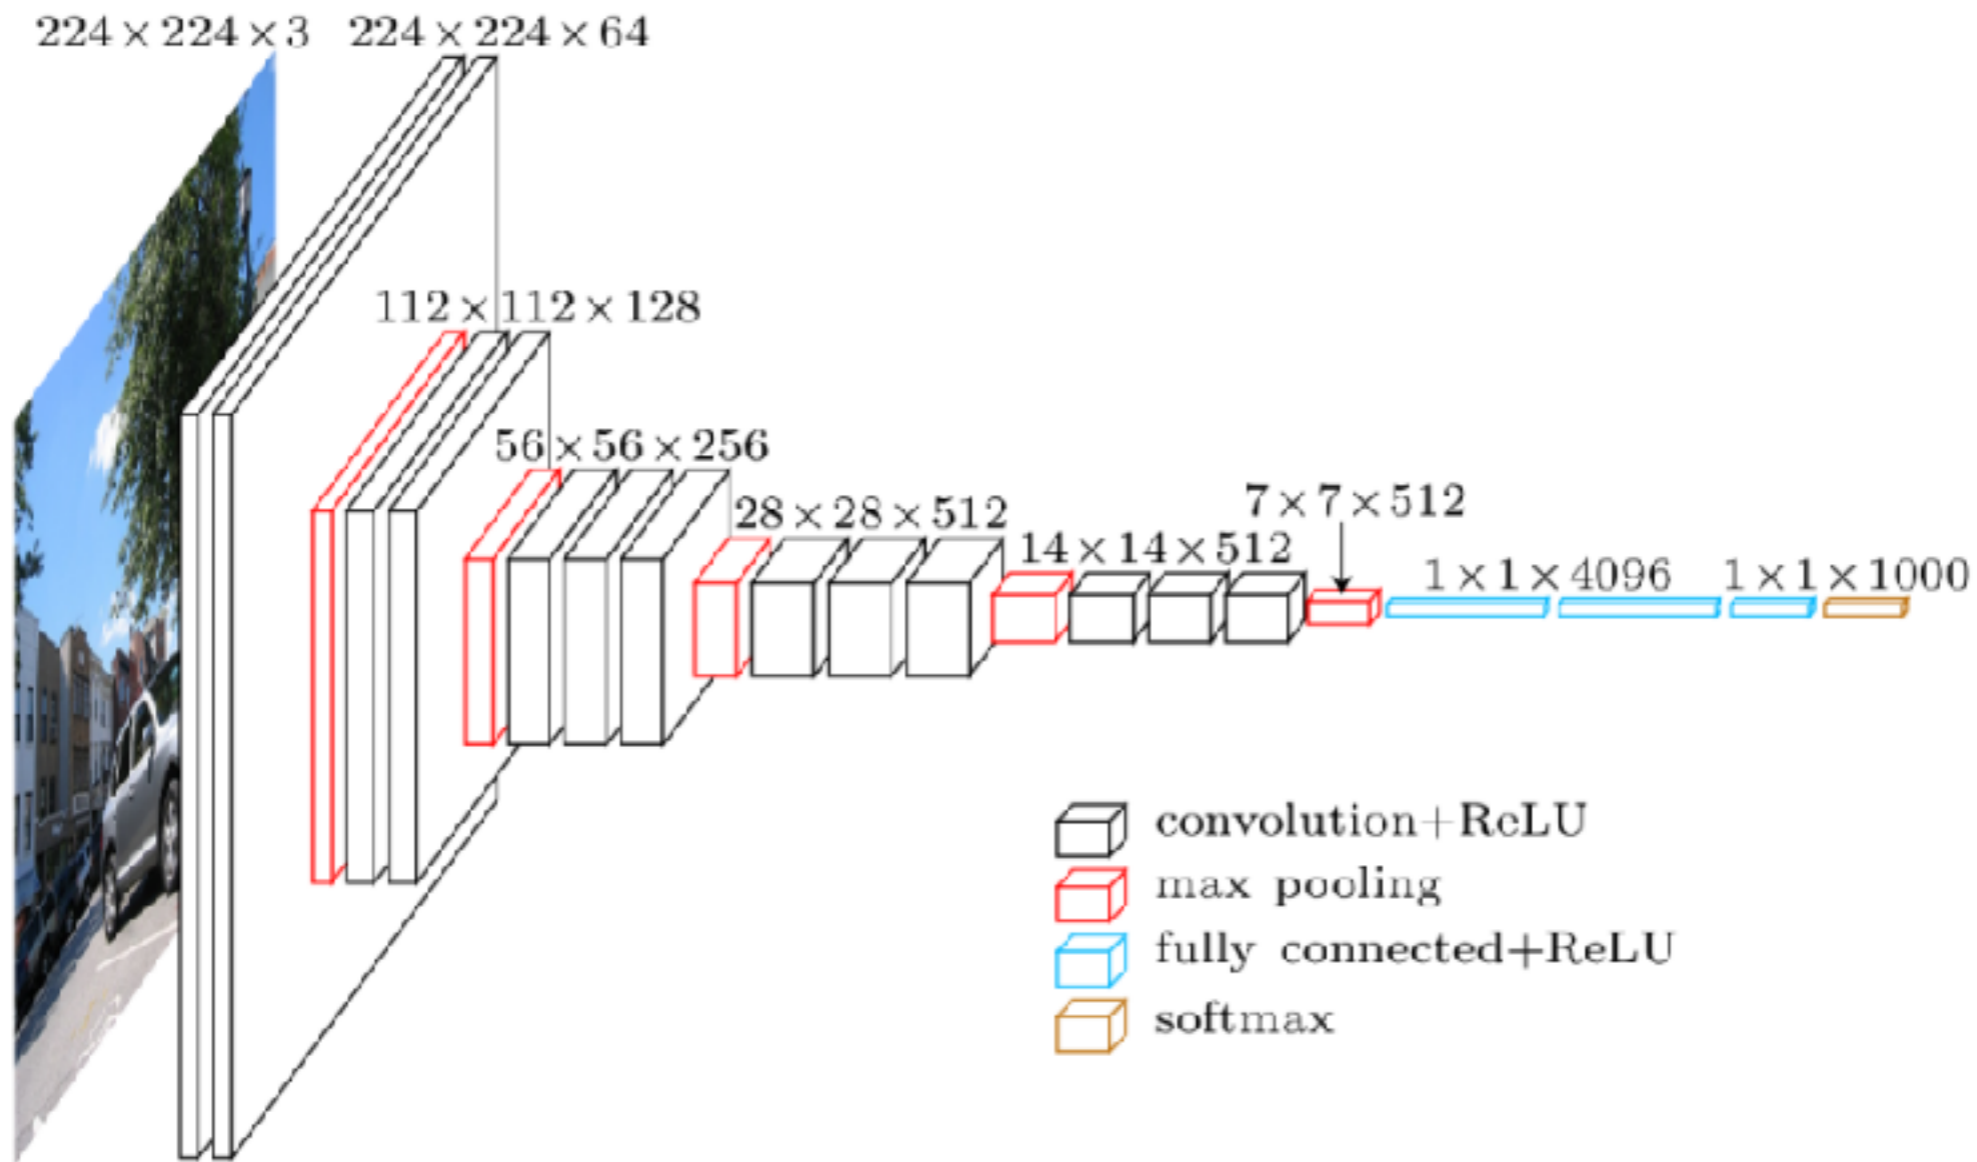 224 × 224 × 3
224 × 224 × 64
112 × 112 × 128
56 × 56 × 256
28 × 28 × 512
14 × 14 × 512
7 × 7 × 512
1 × 1 × 4096
1 × 1 × 1000
convolution+ReLU
max pooling
fully connected+ReLU
softmax